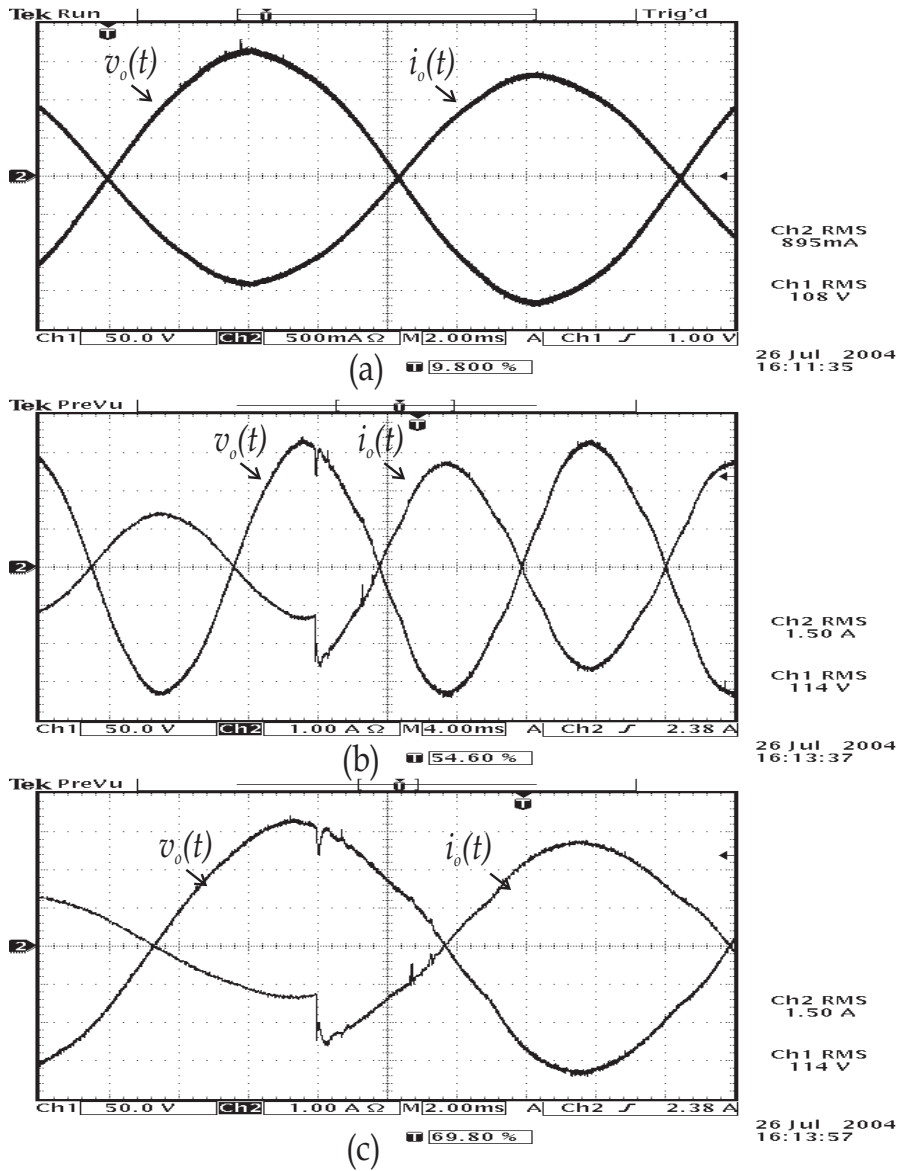 Tek Run Trig'd
T
v_o(t) i_o(t)
2
Ch2 RMS
895mA
Ch1 RMS
108 V
Ch1 50.0 V Ch2 500mA Ω M 2.00ms A Ch1 1.00 V
T 9.800 %
26 Jul 2004
16:11:35
(a)
Tek PreVu
T
v_o(t) i_o(t)
2
Ch2 RMS
1.50 A
Ch1 RMS
114 V
Ch1 50.0 V Ch2 1.00 A Ω M 4.00ms A Ch2 2.38 A
T 54.60 %
26 Jul 2004
16:13:37
(b)
Tek PreVu
T
v_o(t) i_o(t)
2
Ch2 RMS
1.50 A
Ch1 RMS
114 V
Ch1 50.0 V Ch2 1.00 A Ω M 2.00ms A Ch2 2.38 A
T 69.80 %
26 Jul 2004
16:13:57
(c)